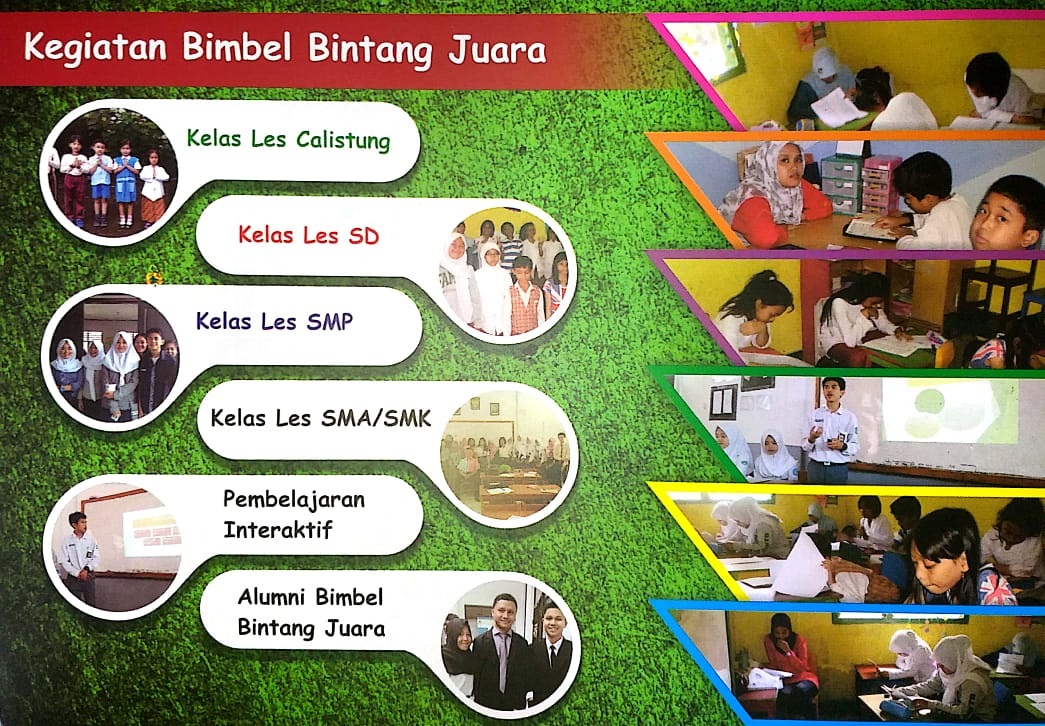 Kegiatan Bimbel Bintang Juara
Kelas Les Calistung
Kelas Les SD
Kelas Les SMP
Kelas Les SMA/SMK
Pembelajaran
Interaktif
Alumni Bimbel
Bintang Juara